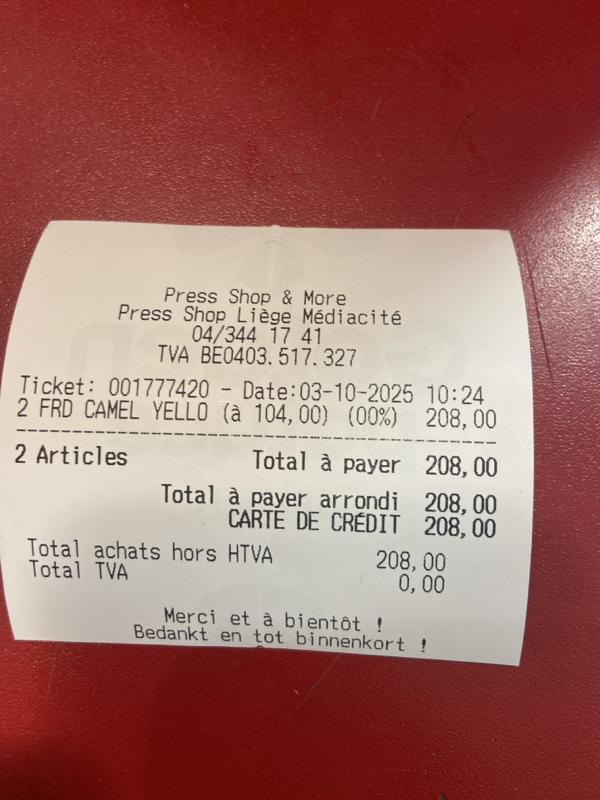 Press Shop & More
Press Shop Liège Médiacité
04/344 17 41
TVA BE0403.517.327
Ticket: 001777420 - Date:03-10-2025 10:24
2 FRD CAMEL YELLO (à 104,00) (00%) 208,00
2 Articles Total à payer 208,00
Total à payer arrondi 208,00
CARTE DE CRÉDIT 208,00
Total achats hors HTVA 208,00
Total TVA 0,00
Merci et à bientôt !
Bedankt en tot binnenkort !